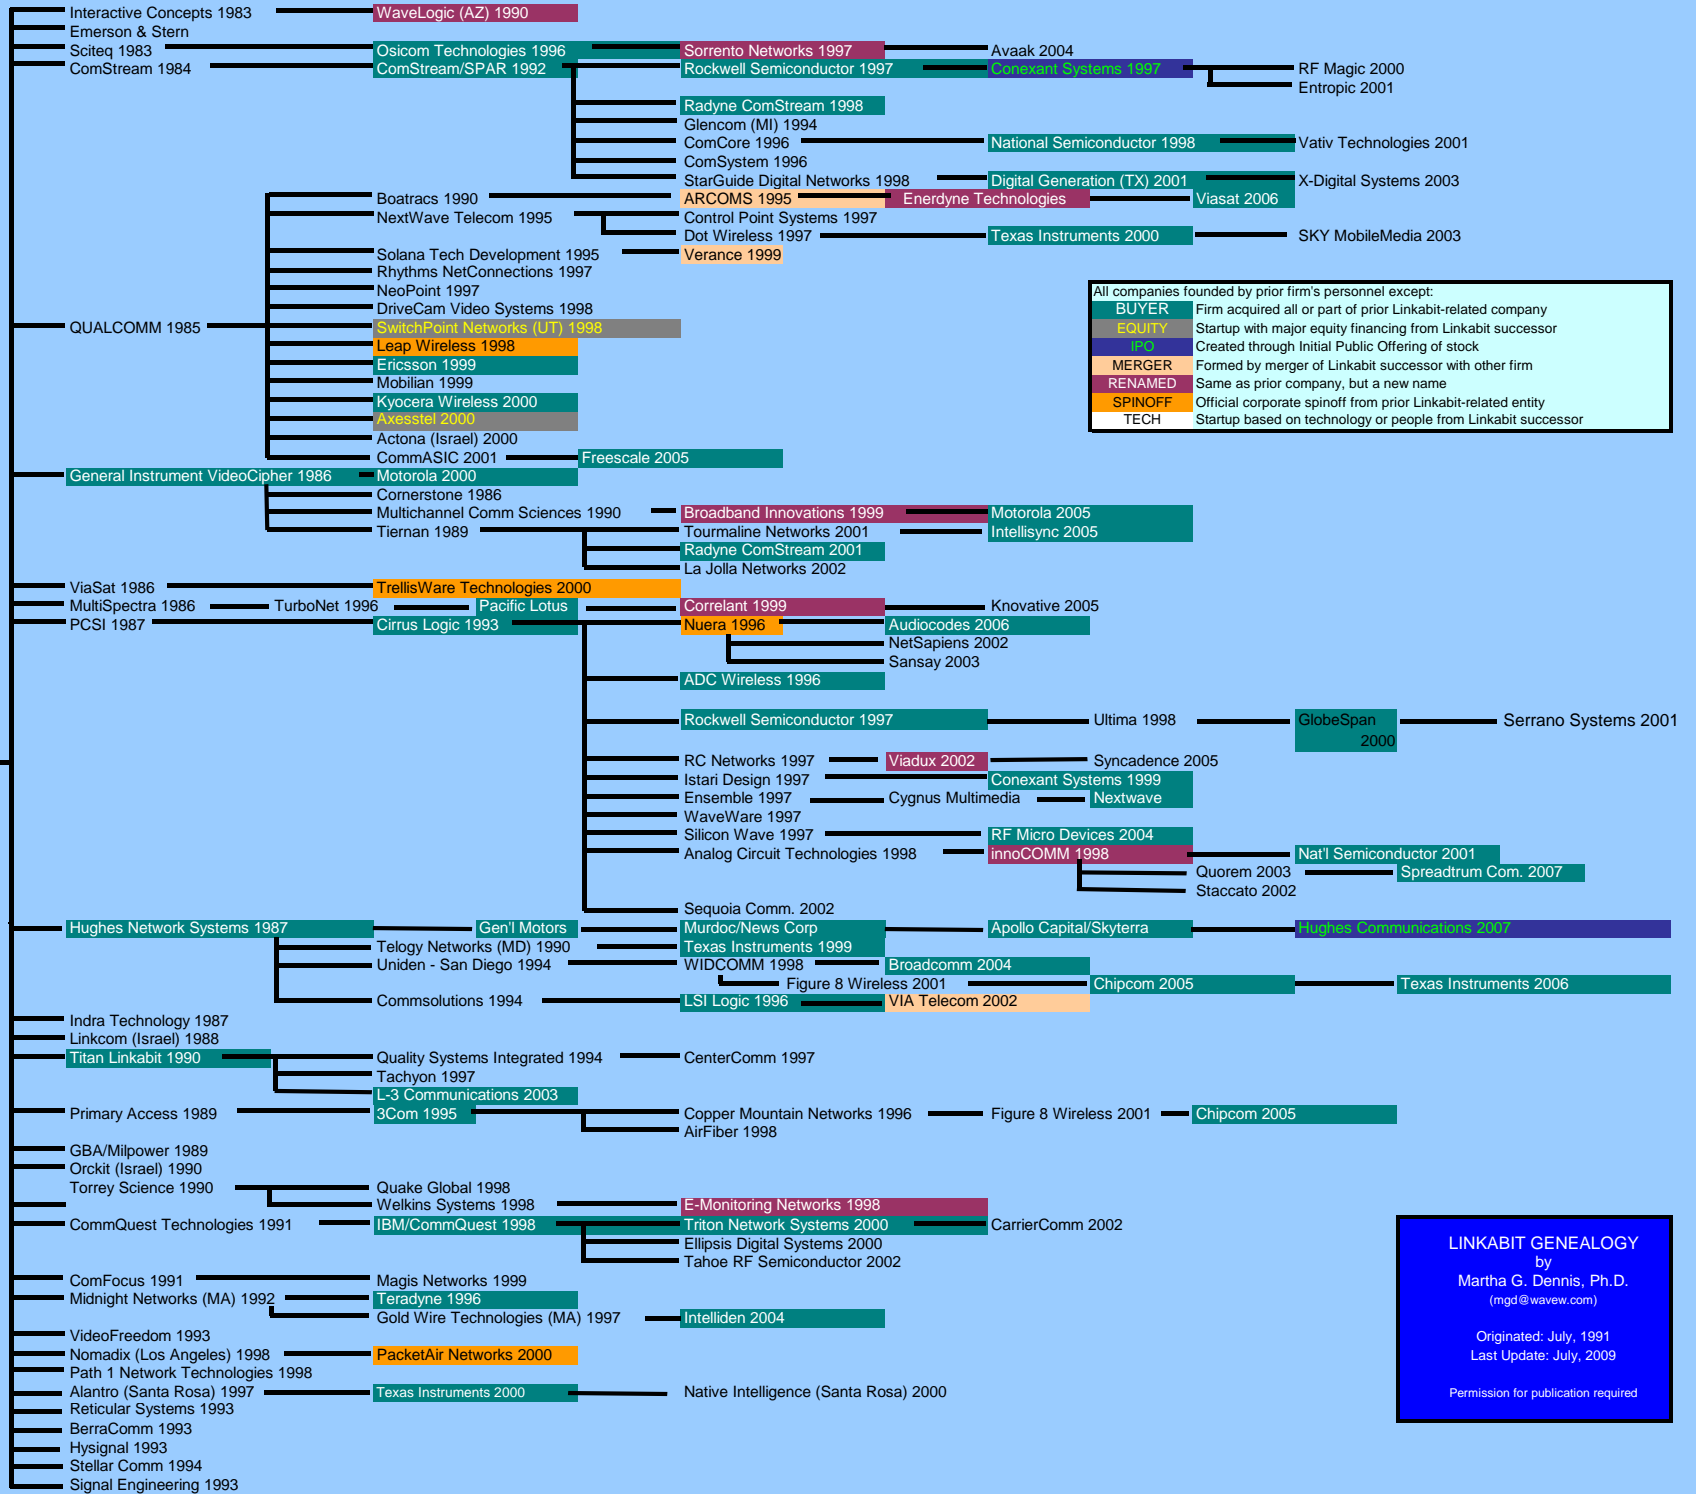 Interactive Concepts 1983 WaveLogic (AZ) 1990
Emerson & Stern
Sciteq 1983 Osicom Technologies 1996 Sorrento Networks 1997 Avaak 2004
ComStream 1984 ComStream/SPAR 1992 Rockwell Semiconductor 1997 Conexant Systems 1997 RF Magic 2000
Entropic 2001
Radyne ComStream 1998
Glencom (MI) 1994
ComCore 1996 National Semiconductor 1998 Vativ Technologies 2001
ComSystem 1996
StarGuide Digital Networks 1998 Digital Generation (TX) 2001 X-Digital Systems 2003
Boatracs 1990 ARCOMS 1995 Enerdyne Technologies Viasat 2006
NextWave Telecom 1995 Control Point Systems 1997
Dot Wireless 1997 Texas Instruments 2000 SKY MobileMedia 2003
Solana Tech Development 1995 Verance 1999
Rhythms NetConnections 1997
NeoPoint 1997
DriveCam Video Systems 1998
QUALCOMM 1985 SwitchPoint Networks (UT) 1998
Leap Wireless 1998
Ericsson 1999
Mobilian 1999
Kyocera Wireless 2000
Axesstel 2000
Actona (Israel) 2000
CommASIC 2001 Freescale 2005
All companies founded by prior firm's personnel except:
BUYER Firm acquired all or part of prior Linkabit-related company
EQUITY Startup with major equity financing from Linkabit successor
IPO Created through Initial Public Offering of stock
MERGER Formed by merger of Linkabit successor with other firm
RENAMED Same as prior company, but a new name
SPINOFF Official corporate spinoff from prior Linkabit-related entity
TECH Startup based on technology or people from Linkabit successor
General Instrument VideoCipher 1986 Motorola 2000
Cornerstone 1986
Multichannel Comm Sciences 1990 Broadband Innovations 1999 Motorola 2005
Tiernan 1989 Tourmaline Networks 2001 Intellisync 2005
Radyne ComStream 2001
La Jolla Networks 2002
ViaSat 1986 TrellisWare Technologies 2000
MultiSpectra 1986 TurboNet 1996 Pacific Lotus Correlant 1999 Knovative 2005
PCSI 1987 Cirrus Logic 1993 Nuera 1996 Audiocodes 2006
NetSapiens 2002
Sansay 2003
ADC Wireless 1996
Rockwell Semiconductor 1997 Ultima 1998 GlobeSpan Serrano Systems 2001
2000
RC Networks 1997 Viadux 2002 Syncadence 2005
Istari Design 1997 Conexant Systems 1999
Ensemble 1997 Cygnus Multimedia Nextwave
WaveWare 1997
Silicon Wave 1997 RF Micro Devices 2004
Analog Circuit Technologies 1998 innoCOMM 1998 Nat'l Semiconductor 2001
Quorem 2003 Spreadtrum Com. 2007
Staccato 2002
Sequoia Comm. 2002
Hughes Network Systems 1987 Gen'l Motors Murdoc/News Corp Apollo Capital/Skyterra Hughes Communications 2007
Telogy Networks (MD) 1990 Texas Instruments 1999
Uniden - San Diego 1994 WIDCOMM 1998 Broadcomm 2004
Figure 8 Wireless 2001 Chipcom 2005 Texas Instruments 2006
Commsolutions 1994 LSI Logic 1996 VIA Telecom 2002
Indra Technology 1987
Linkcom (Israel) 1988
Titan Linkabit 1990 Quality Systems Integrated 1994 CenterComm 1997
Tachyon 1997
L-3 Communications 2003
Primary Access 1989 3Com 1995 Copper Mountain Networks 1996 Figure 8 Wireless 2001 Chipcom 2005
AirFiber 1998
GBA/Milpower 1989
Orckit (Israel) 1990
Torrey Science 1990 Quake Global 1998
Welkins Systems 1998 E-Monitoring Networks 1998
CommQuest Technologies 1991 IBM/CommQuest 1998 Triton Network Systems 2000 CarrierComm 2002
Ellipsis Digital Systems 2000
Tahoe RF Semiconductor 2002
ComFocus 1991 Magis Networks 1999
Midnight Networks (MA) 1992 Teradyne 1996
Gold Wire Technologies (MA) 1997 Intelliden 2004
VideoFreedom 1993
Nomadix (Los Angeles) 1998 PacketAir Networks 2000
Path 1 Network Technologies 1998
Alantro (Santa Rosa) 1997 Texas Instruments 2000 Native Intelligence (Santa Rosa) 2000
Reticular Systems 1993
BerraComm 1993
Hysignal 1993
Stellar Comm 1994
Signal Engineering 1993
LINKABIT GENEALOGY
by
Martha G. Dennis, Ph.D.
(mgd@wavew.com)
Originated: July, 1991
Last Update: July, 2009
Permission for publication required